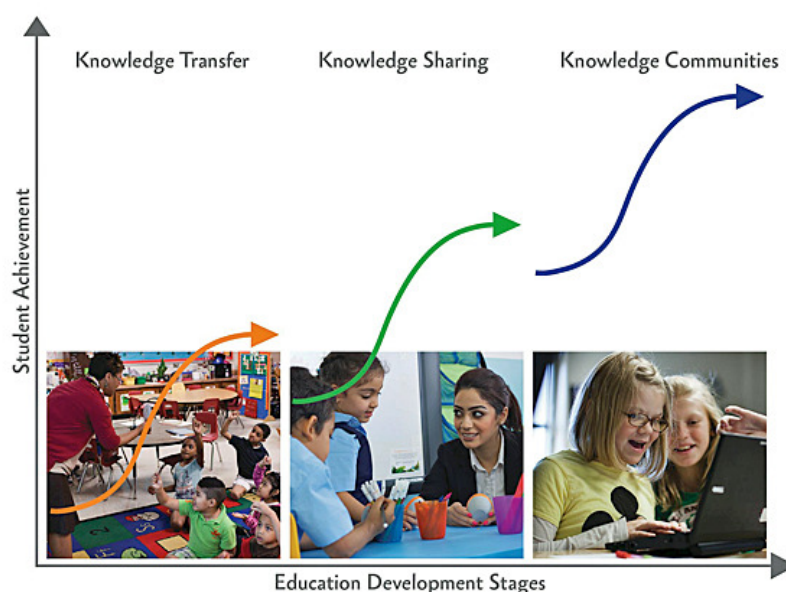 Knowledge Transfer
Knowledge Sharing
Knowledge Communities
Student Achievement
Education Development Stages